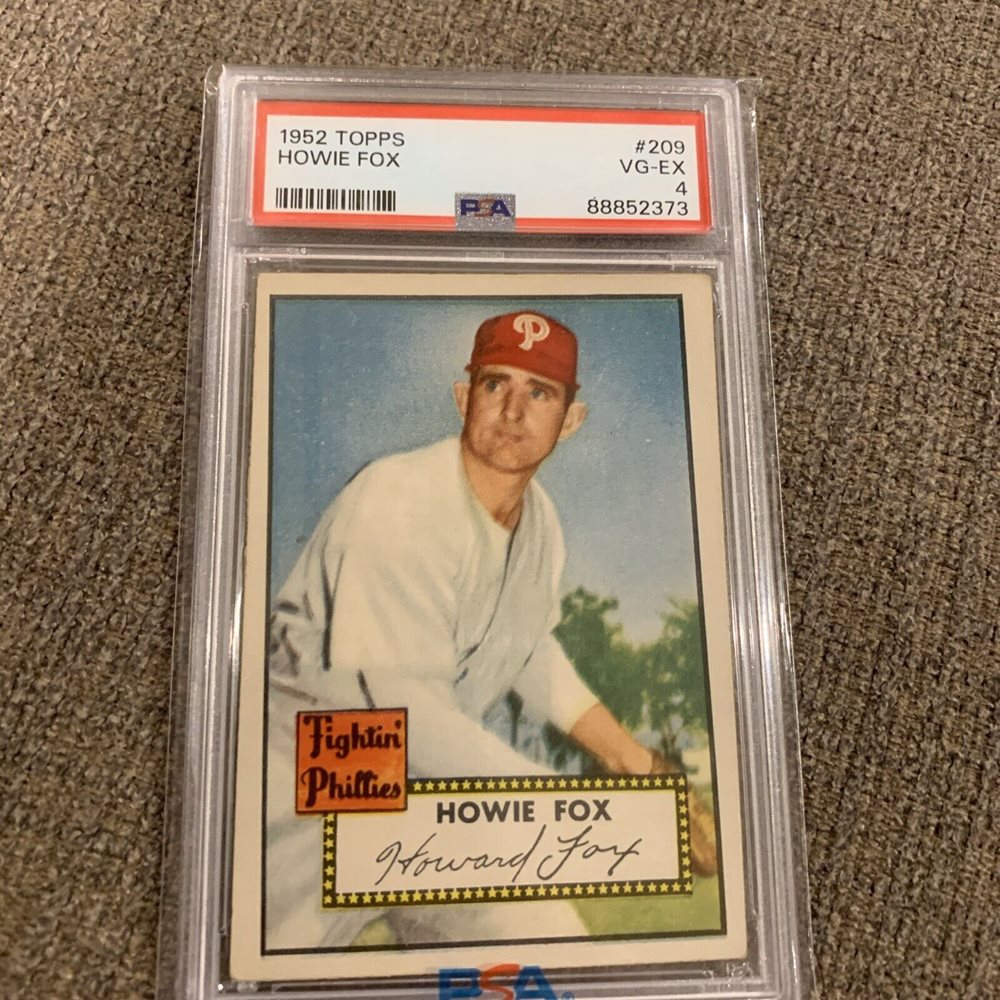 1952 TOPPS #209
HOWIE FOX VG-EX
4
PSA 88852373
P
Fightin'
Phillies
HOWIE FOX
Howard Fox
PSA